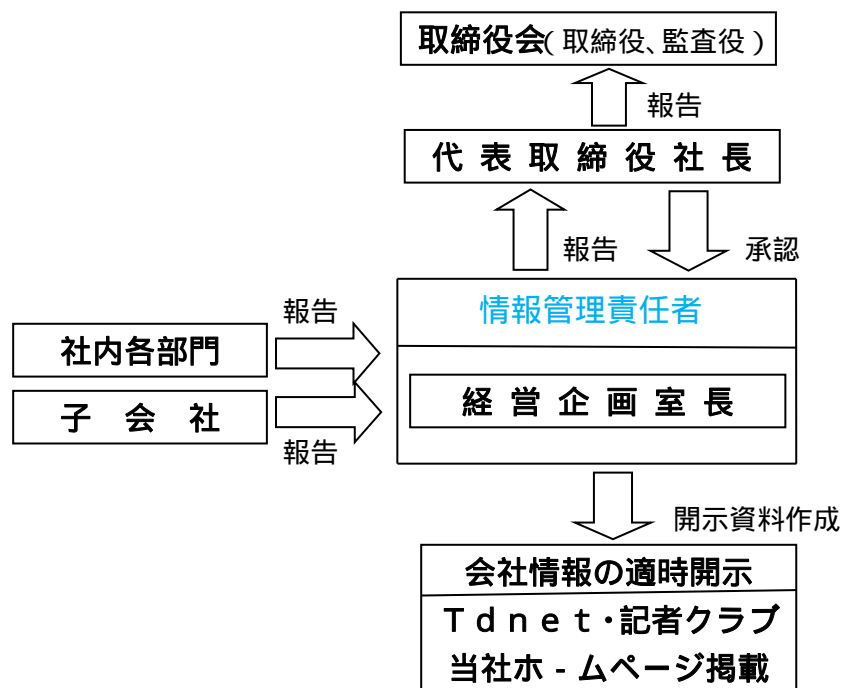 取締役会(取締役、監査役)
報告
代表取締役社長
報告
承認
情報管理責任者
報告
社内各部門
経営企画室長
子会社
報告
開示資料作成
会社情報の適時開示
Ｔｄｎｅｔ・記者クラブ
当社ホ-ムページ掲載